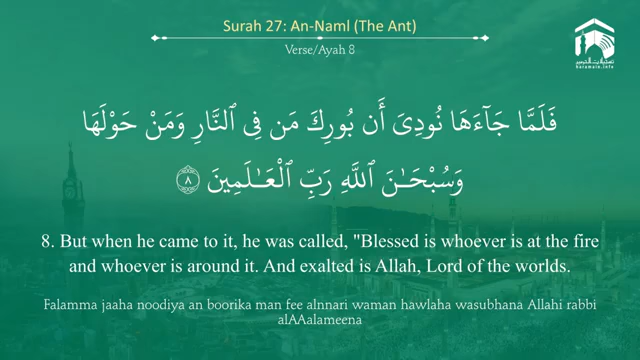 Surah 27: An-Naml (The Ant)
Verse/Ayah 8
haramain.info
فَلَمَّا جَآءَهَا نُودِىَ أَن بُورِكَ مَن فِى ٱلنَّارِ وَمَنْ حَوْلَهَا
وَسُبْحَـٰنَ ٱللَّهِ رَبِّ ٱلْعَـٰلَمِينَ ٨
8. But when he came to it, he was called, "Blessed is whoever is at the fire
and whoever is around it. And exalted is Allah, Lord of the worlds.
Falamma jaaha noodiya an boorika man fee alnnari waman hawlaha wasubhana Allahi rabbi
alAAalameena